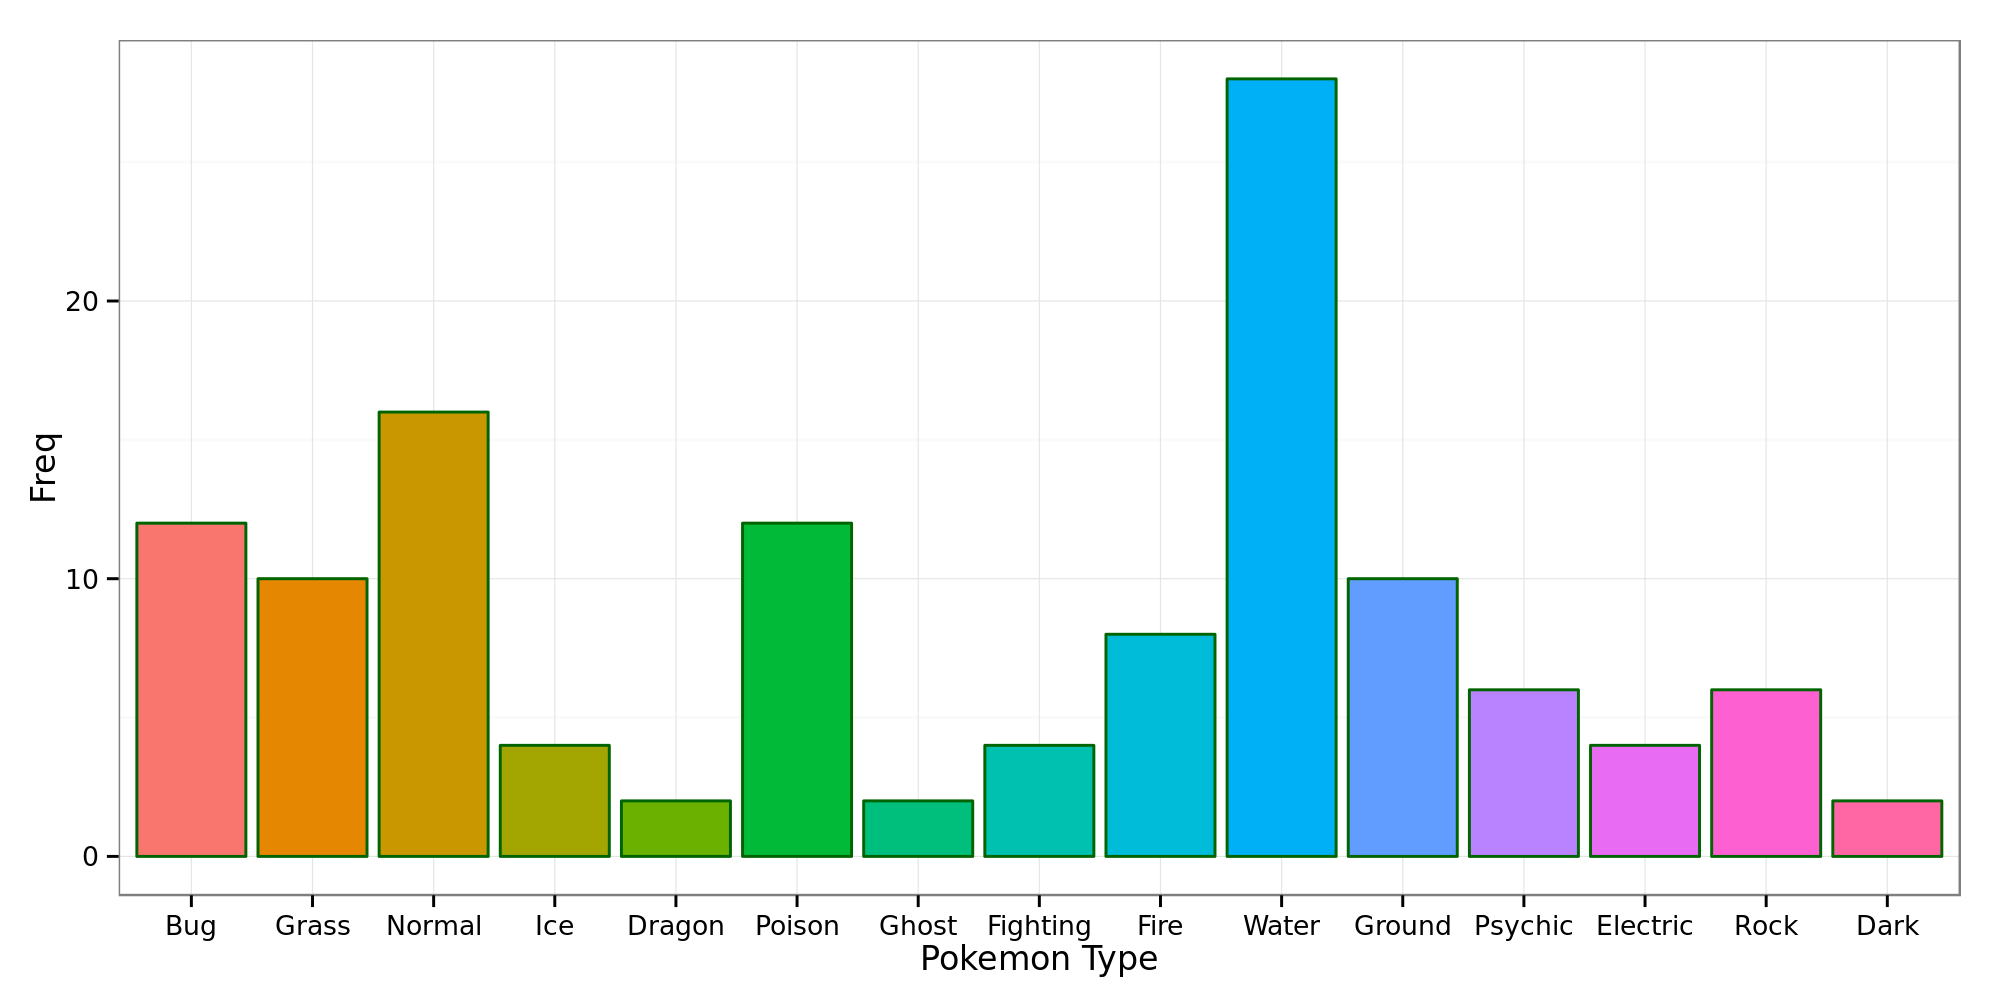 20
10
0
Freq
Bug Grass Normal Ice Dragon Poison Ghost Fighting Fire Water Ground Psychic Electric Rock Dark
Pokemon Type